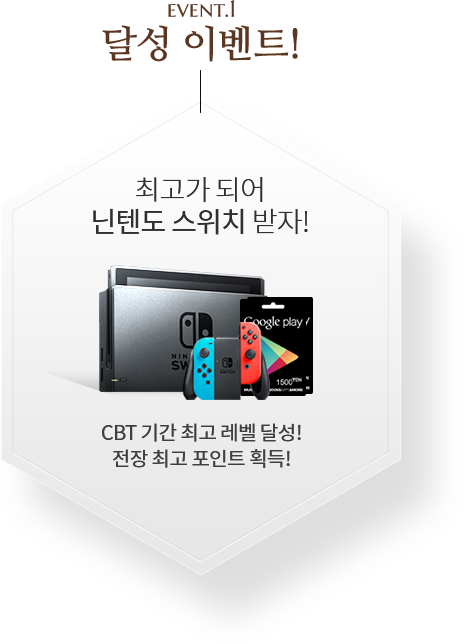 EVENT.1
달성 이벤트!
최고가 되어
닌텐도 스위치 받자!
Google play
1500
CBT 기간 최고 레벨 달성!
전장 최고 포인트 획득!